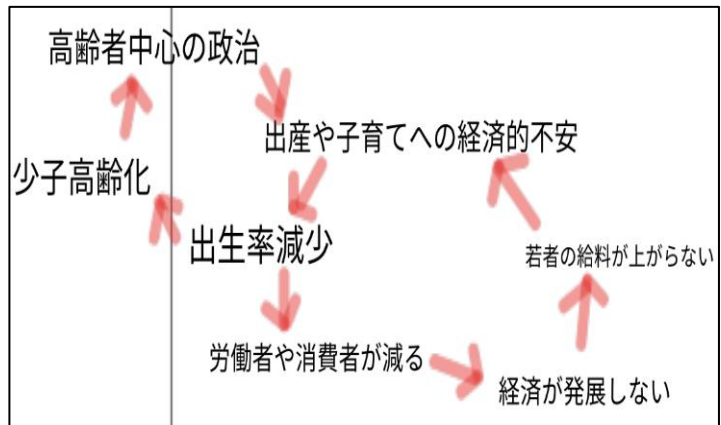 高齢者中心の政治
出産や子育てへの経済的不安
少子高齢化
出生率減少
若者の給料が上がらない
労働者や消費者が減る
経済が発展しない